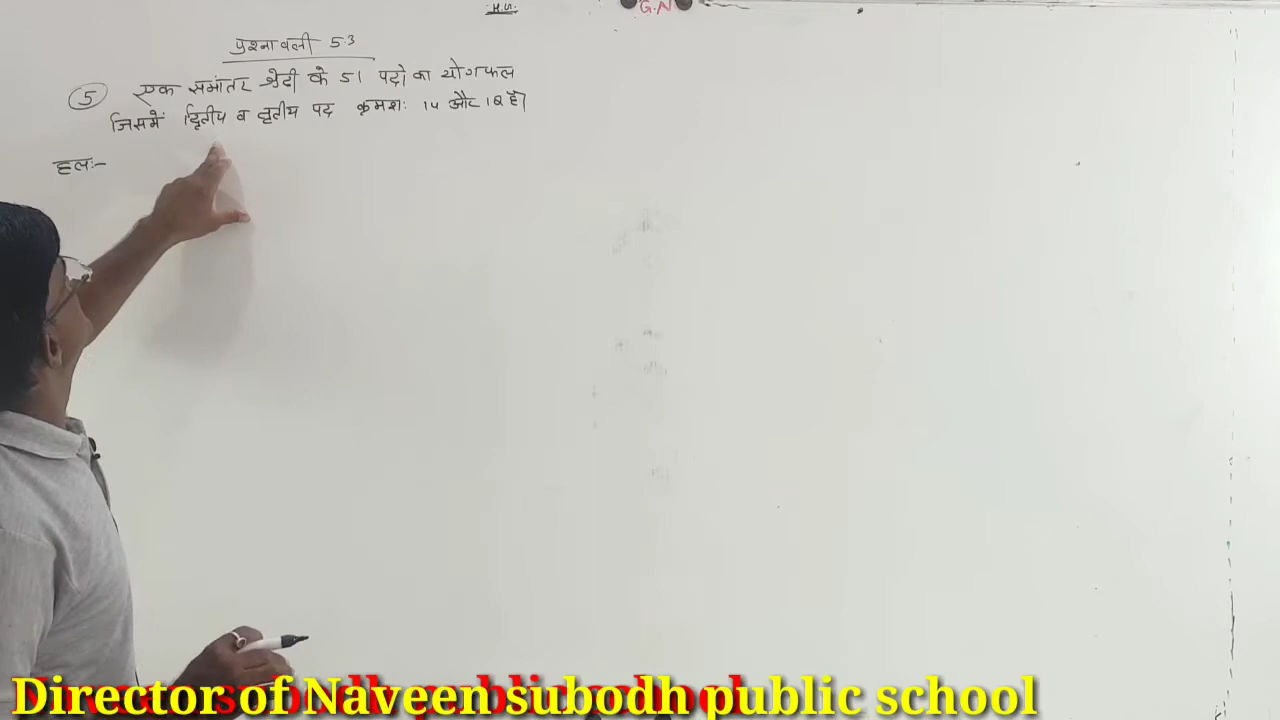 G.N
प्रश्नावली 5.3
5 एक समांतर श्रेढी के 51 पदो का योगफल
जिसमें द्वितीय व तृतीय पद क्रमशः 14 और 18 है।
हलः-
Director of Naveen subodh public school